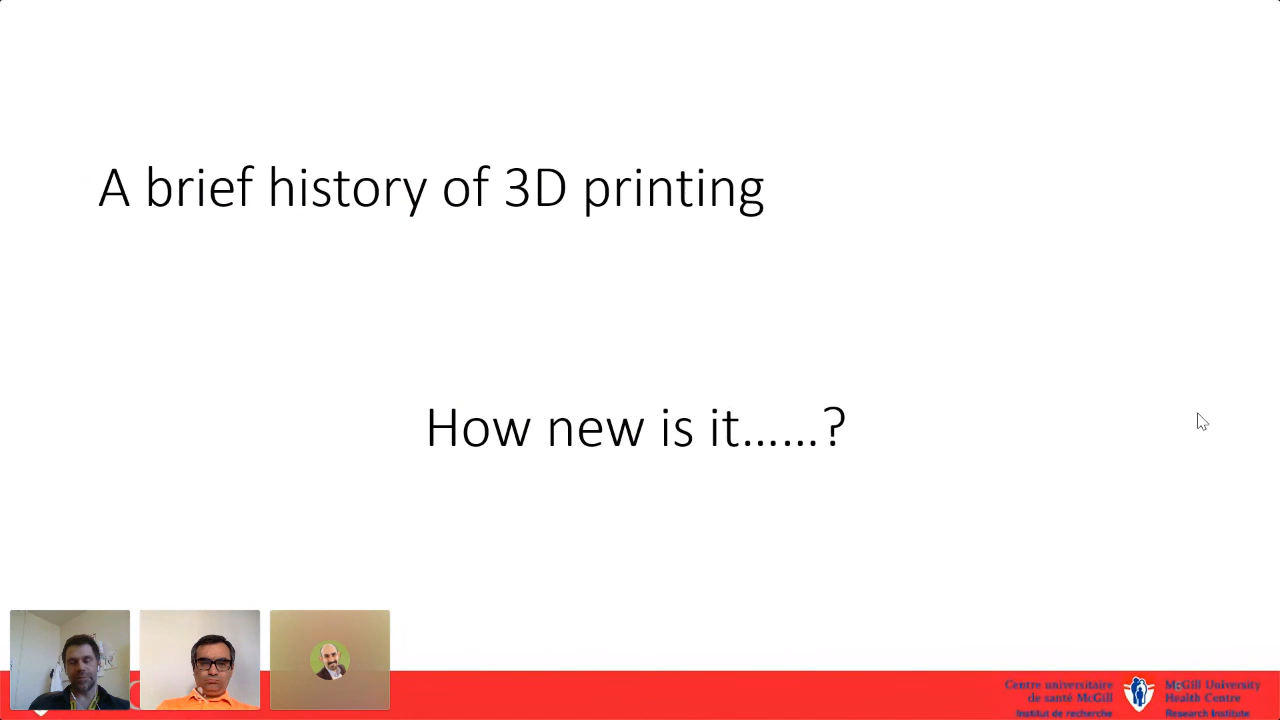 A brief history of 3D printing
How new is it......?
Centre universitaire
de santé McGill
Institut de recherche
McGill University
Health Centre
Research Institute